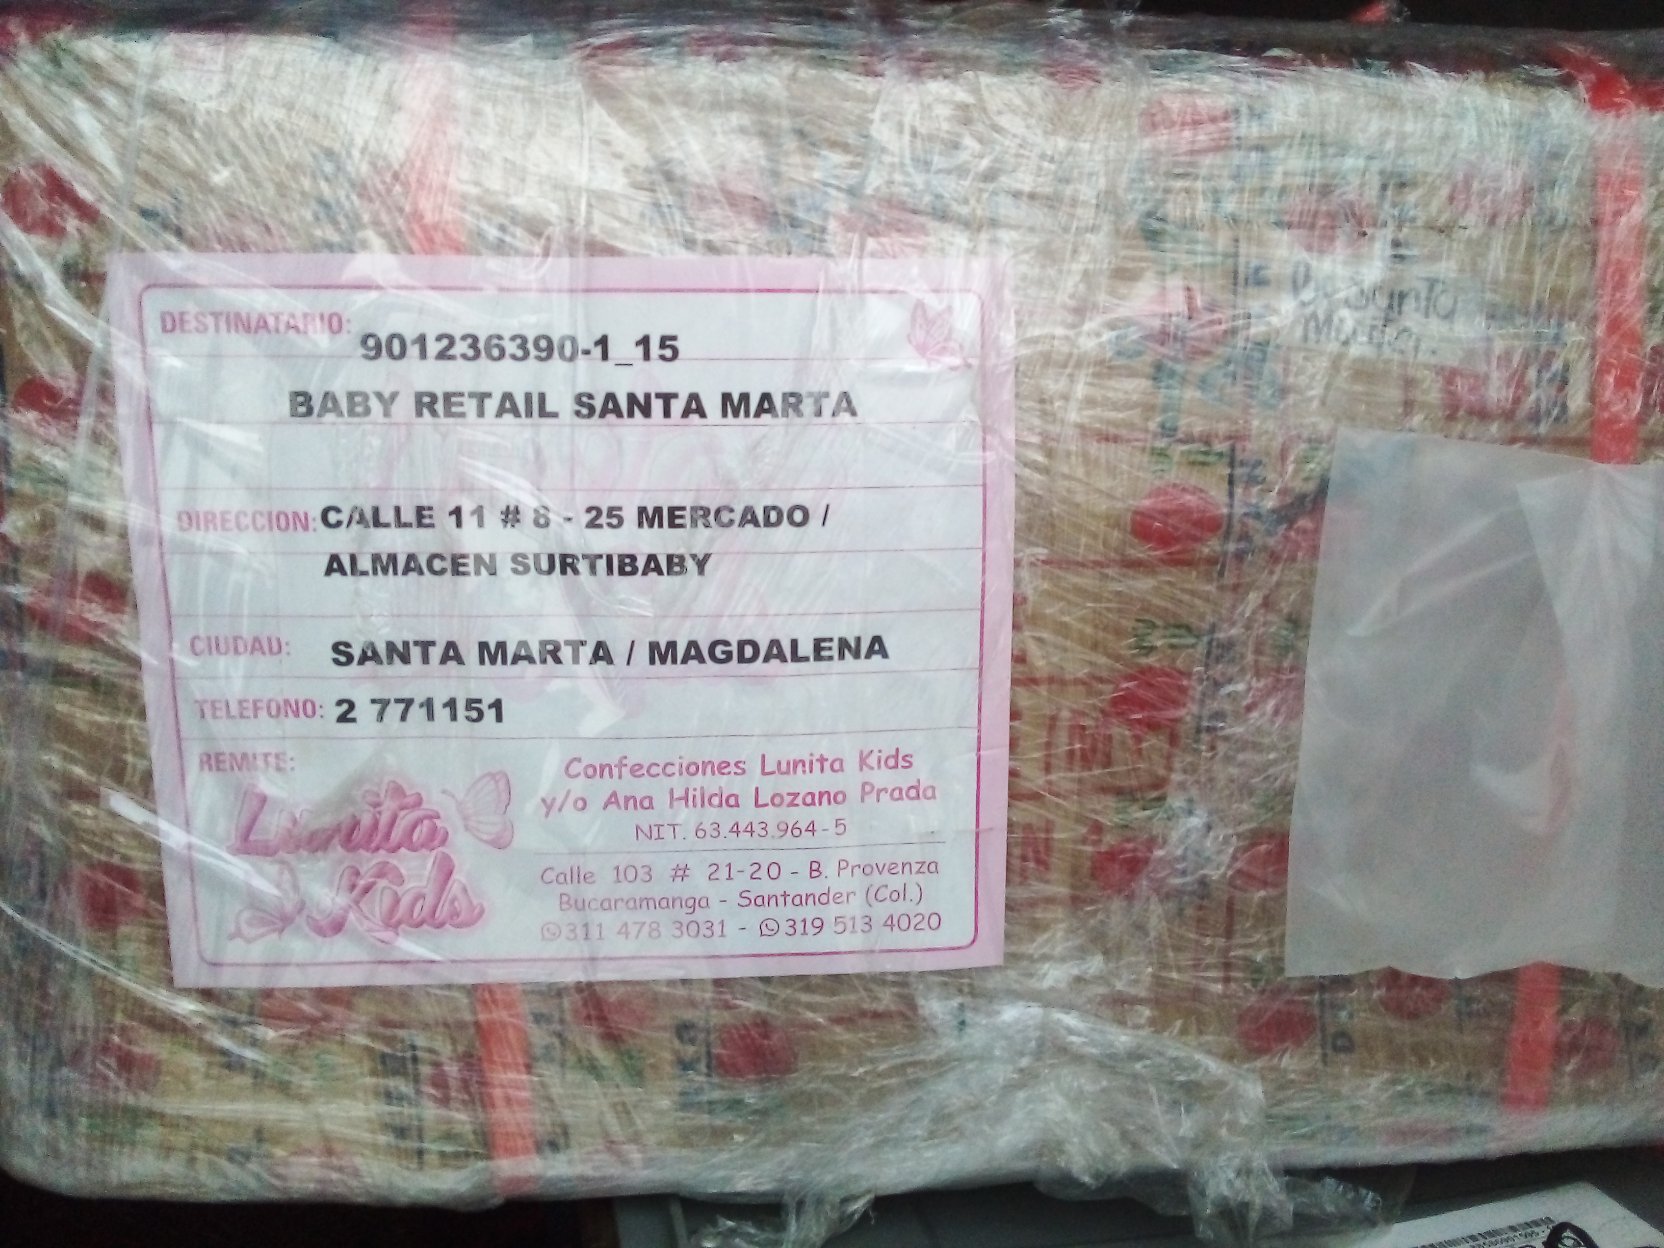 DESTINATARIO:
901236390-1_15
BABY RETAIL SANTA MARTA
DIRECCION: CALLE 11 # 8 - 25 MERCADO /
ALMACEN SURTIBABY
CIUDAD: SANTA MARTA / MAGDALENA
TELEFONO: 2 771151
REMITE:
Lunita
Kids
Confecciones Lunita Kids
y/o Ana Hilda Lozano Prada
NIT. 63.443.964-5
Calle 103 # 21-20 - B. Provenza
Bucaramanga - Santander (Col.)
311 478 3031 - 319 513 4020